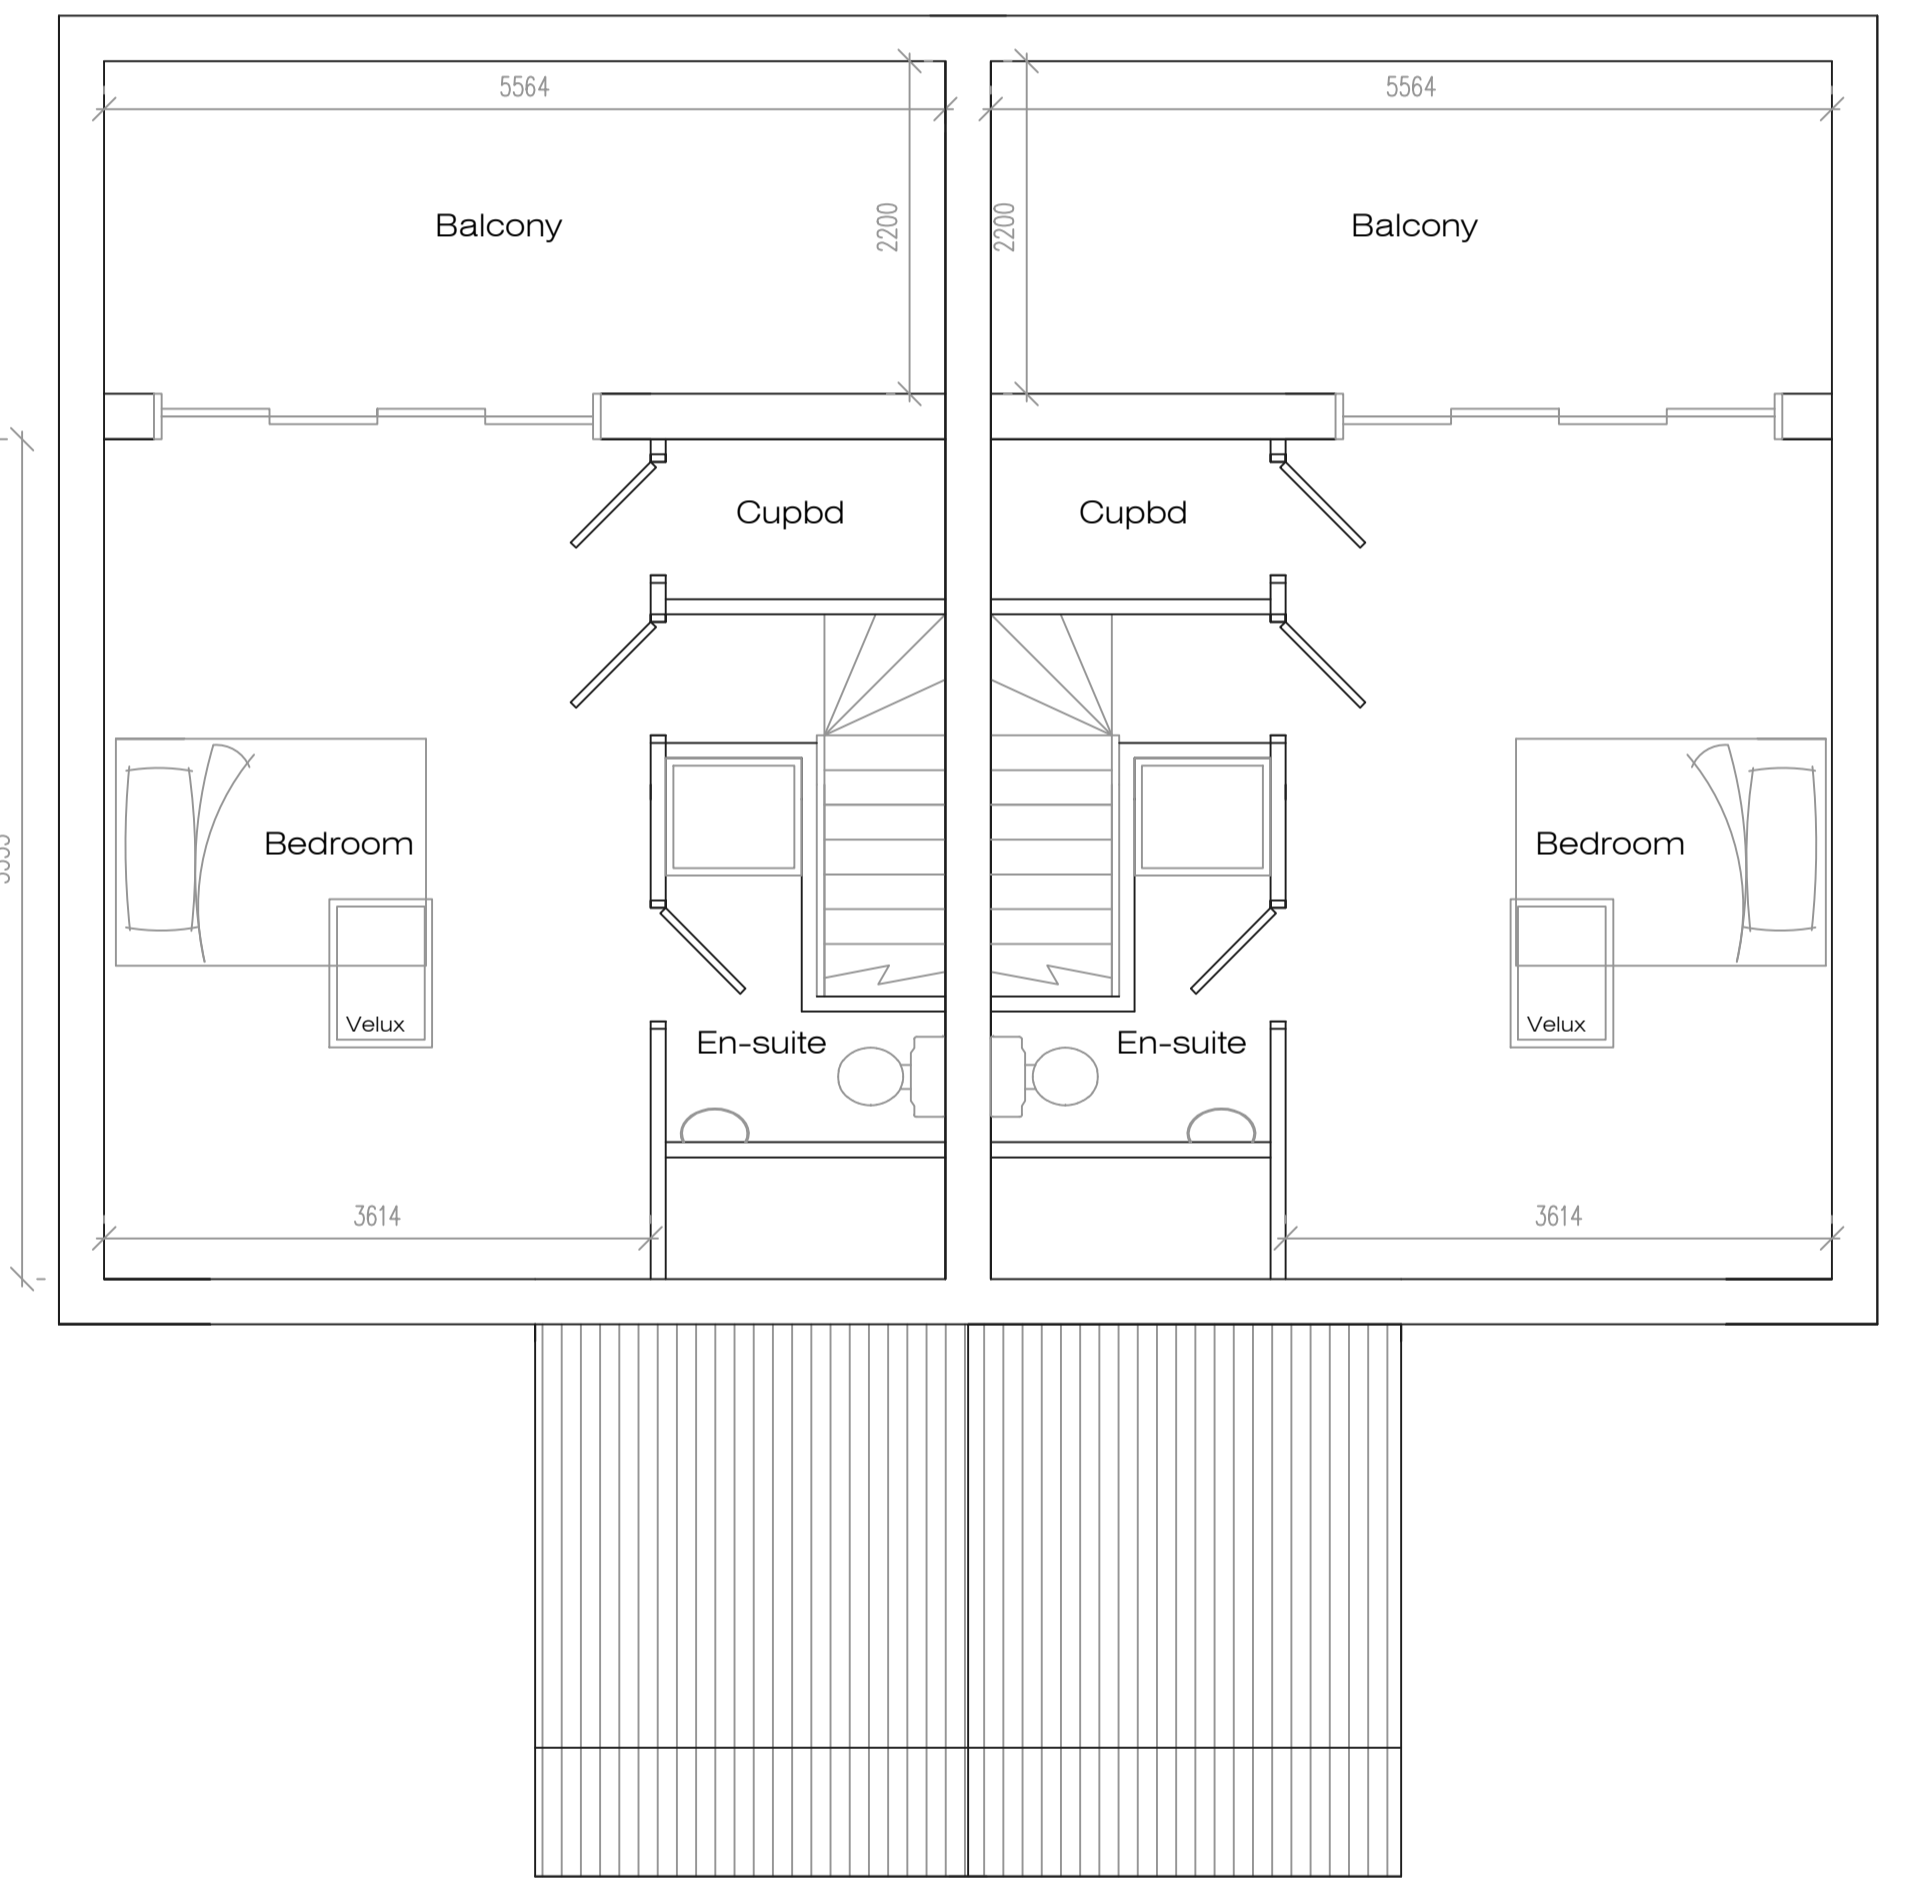 5564 5564
Balcony 2200 2200 Balcony
Cupbd Cupbd
Bedroom Bedroom
Velux Velux
En-suite En-suite
3614 3614